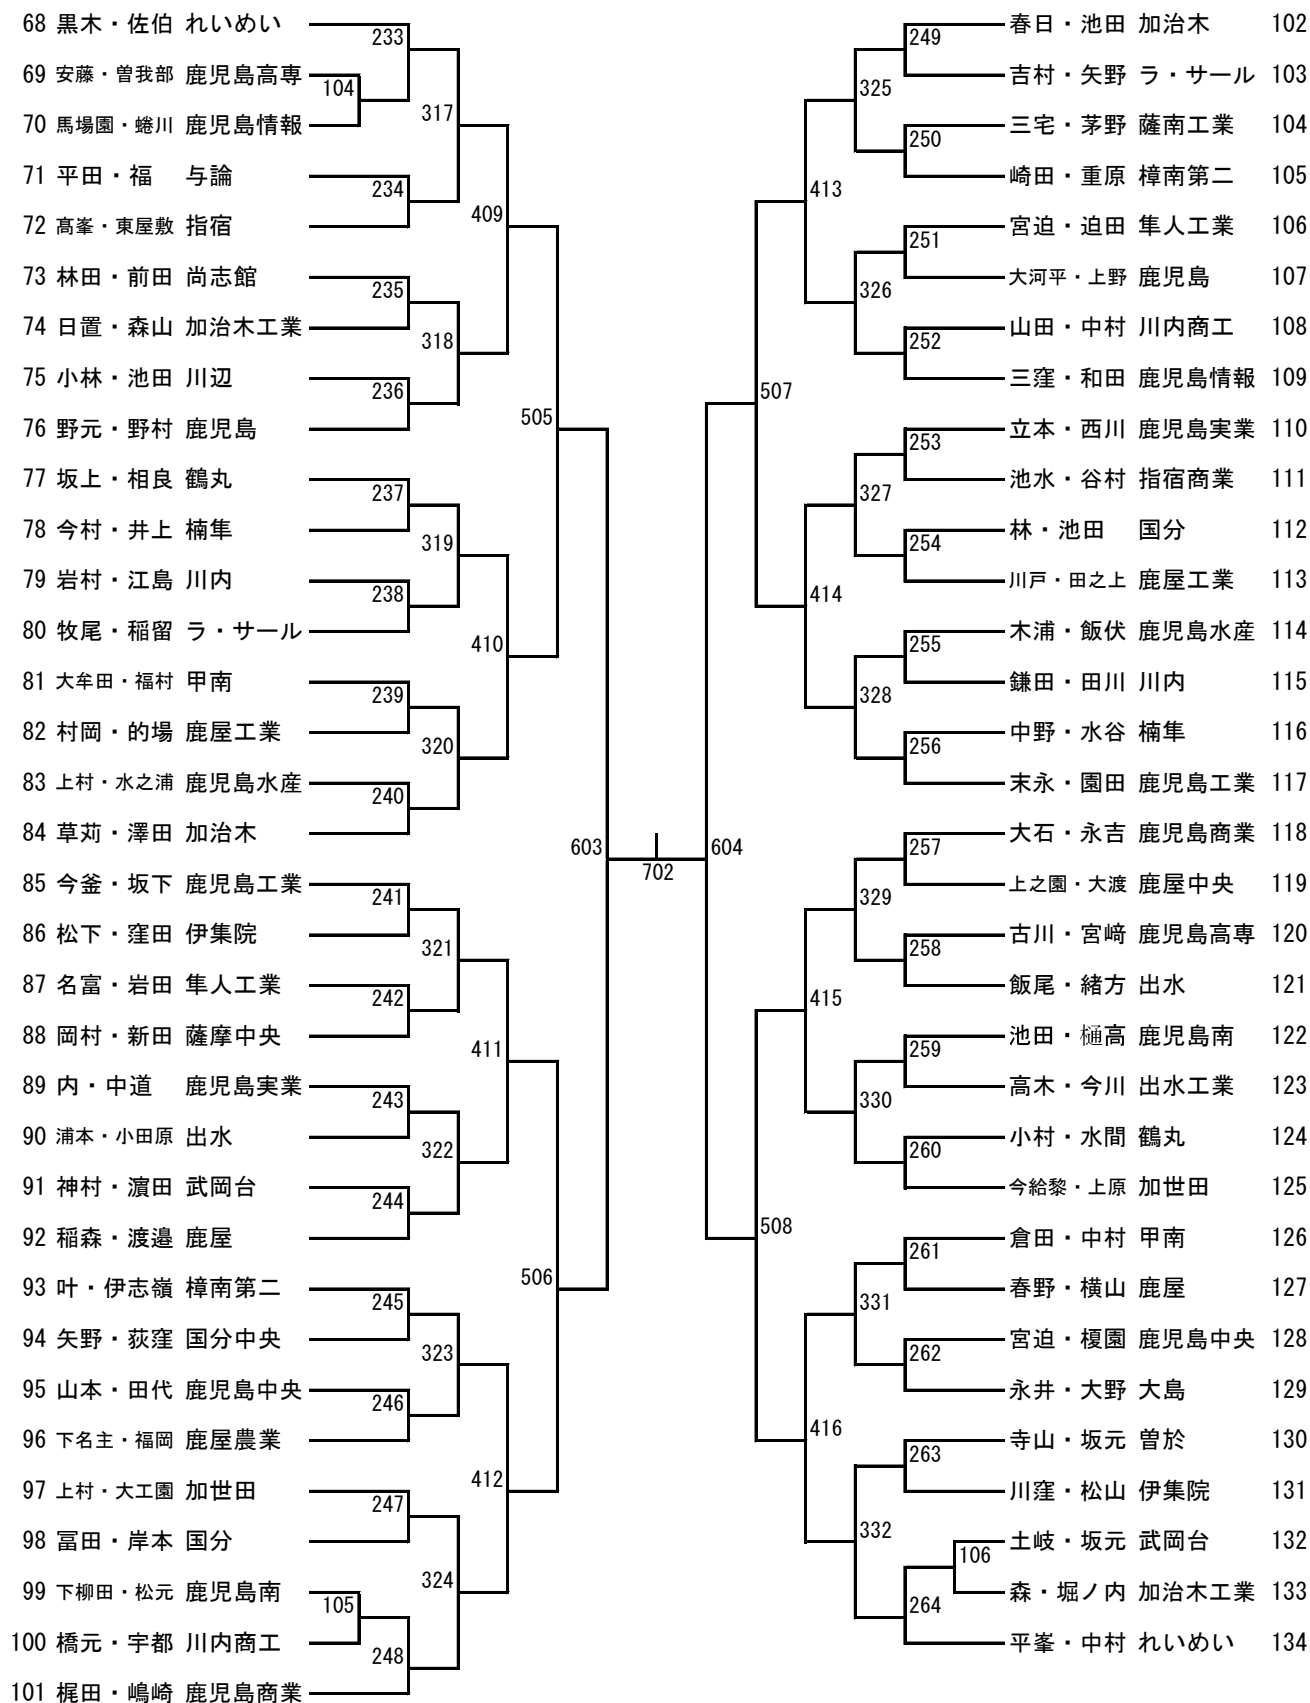 68 黒木・佐伯 れいめい
69 安藤・曽我部 鹿児島高専
70 馬場園・蜷川 鹿児島情報
71 平田・福 与論
72 髙峯・東屋敷 指宿
73 林田・前田 尚志館
74 日置・森山 加治木工業
75 小林・池田 川辺
76 野元・野村 鹿児島
77 坂上・相良 鶴丸
78 今村・井上 楠隼
79 岩村・江島 川内
80 牧尾・稲留 ラ・サール
81 大牟田・福村 甲南
82 村岡・的場 鹿屋工業
83 上村・水之浦 鹿児島水産
84 草苅・澤田 加治木
85 今釜・坂下 鹿児島工業
86 松下・窪田 伊集院
87 名富・岩田 隼人工業
88 岡村・新田 薩摩中央
89 内・中道 鹿児島実業
90 浦本・小田原 出水
91 神村・濵田 武岡台
92 稲森・渡邉 鹿屋
93 叶・伊志嶺 樟南第二
94 矢野・荻窪 国分中央
95 山本・田代 鹿児島中央
96 下名主・福岡 鹿屋農業
97 上村・大工園 加世田
98 冨田・岸本 国分
99 下柳田・松元 鹿児島南
100 橋元・宇都 川内商工
101 梶田・嶋崎 鹿児島商業
104
105
233
234
235
236
237
238
239
240
241
242
243
244
245
246
247
248
317
318
319
320
321
322
323
324
409
410
411
412
505
506
603
702
604
507
508
413
414
415
416
325
326
327
328
329
330
331
332
249
250
251
252
253
254
255
256
257
258
259
260
261
262
263
264
106
春日・池田 加治木 102
吉村・矢野 ラ・サール 103
三宅・茅野 薩南工業 104
崎田・重原 樟南第二 105
宮迫・迫田 隼人工業 106
大河平・上野 鹿児島 107
山田・中村 川内商工 108
三窪・和田 鹿児島情報 109
立本・西川 鹿児島実業 110
池水・谷村 指宿商業 111
林・池田 国分 112
川戸・田之上 鹿屋工業 113
木浦・飯伏 鹿児島水産 114
鎌田・田川 川内 115
中野・水谷 楠隼 116
末永・園田 鹿児島工業 117
大石・永吉 鹿児島商業 118
上之園・大渡 鹿屋中央 119
古川・宮﨑 鹿児島高専 120
飯尾・緒方 出水 121
池田・樋高 鹿児島南 122
高木・今川 出水工業 123
小村・水間 鶴丸 124
今給黎・上原 加世田 125
倉田・中村 甲南 126
春野・横山 鹿屋 127
宮迫・榎園 鹿児島中央 128
永井・大野 大島 129
寺山・坂元 曽於 130
川窪・松山 伊集院 131
土岐・坂元 武岡台 132
森・堀ノ内 加治木工業 133
平峯・中村 れいめい 134